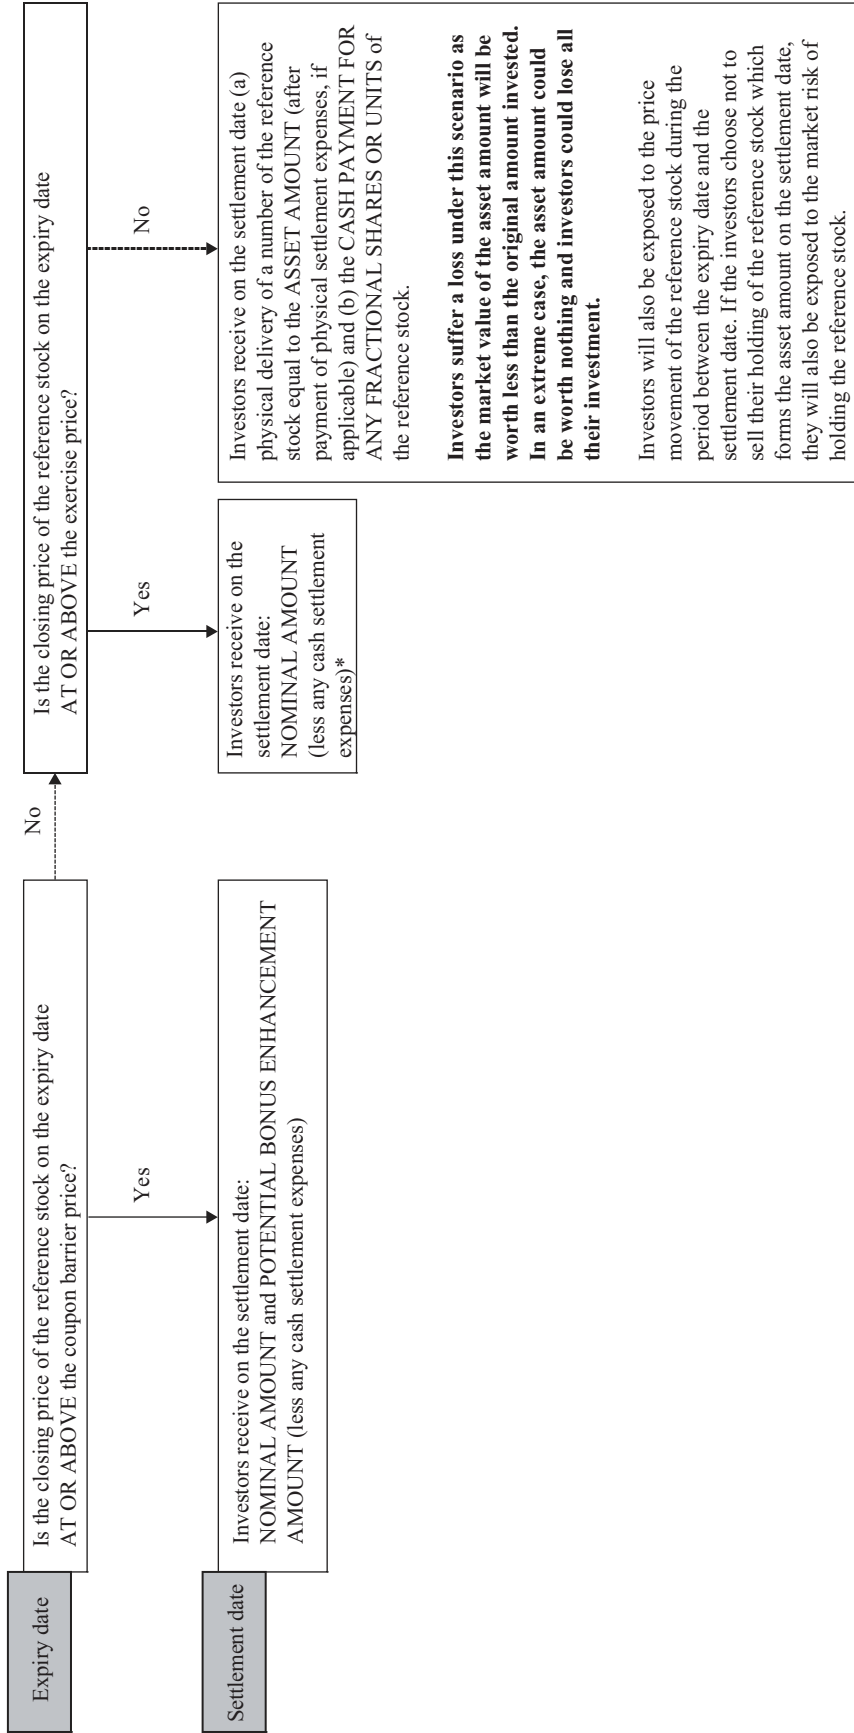 Expiry date
Is the closing price of the reference stock on the expiry date
AT OR ABOVE the coupon barrier price?
No
Is the closing price of the reference stock on the expiry date
AT OR ABOVE the exercise price?
Yes
Yes
No
Settlement date
Investors receive on the settlement date:
NOMINAL AMOUNT and POTENTIAL BONUS ENHANCEMENT
AMOUNT (less any cash settlement expenses)
Investors receive on the
settlement date:
NOMINAL AMOUNT
(less any cash settlement
expenses)*
Investors receive on the settlement date (a)
physical delivery of a number of the reference
stock equal to the ASSET AMOUNT (after
payment of physical settlement expenses, if
applicable) and (b) the CASH PAYMENT FOR
ANY FRACTIONAL SHARES OR UNITS of
the reference stock.
Investors suffer a loss under this scenario as
the market value of the asset amount will be
worth less than the original amount invested.
In an extreme case, the asset amount could
be worth nothing and investors could lose all
their investment.
Investors will also be exposed to the price
movement of the reference stock during the
period between the expiry date and the
settlement date. If the investors choose not to
sell their holding of the reference stock which
forms the asset amount on the settlement date,
they will also be exposed to the market risk of
holding the reference stock.